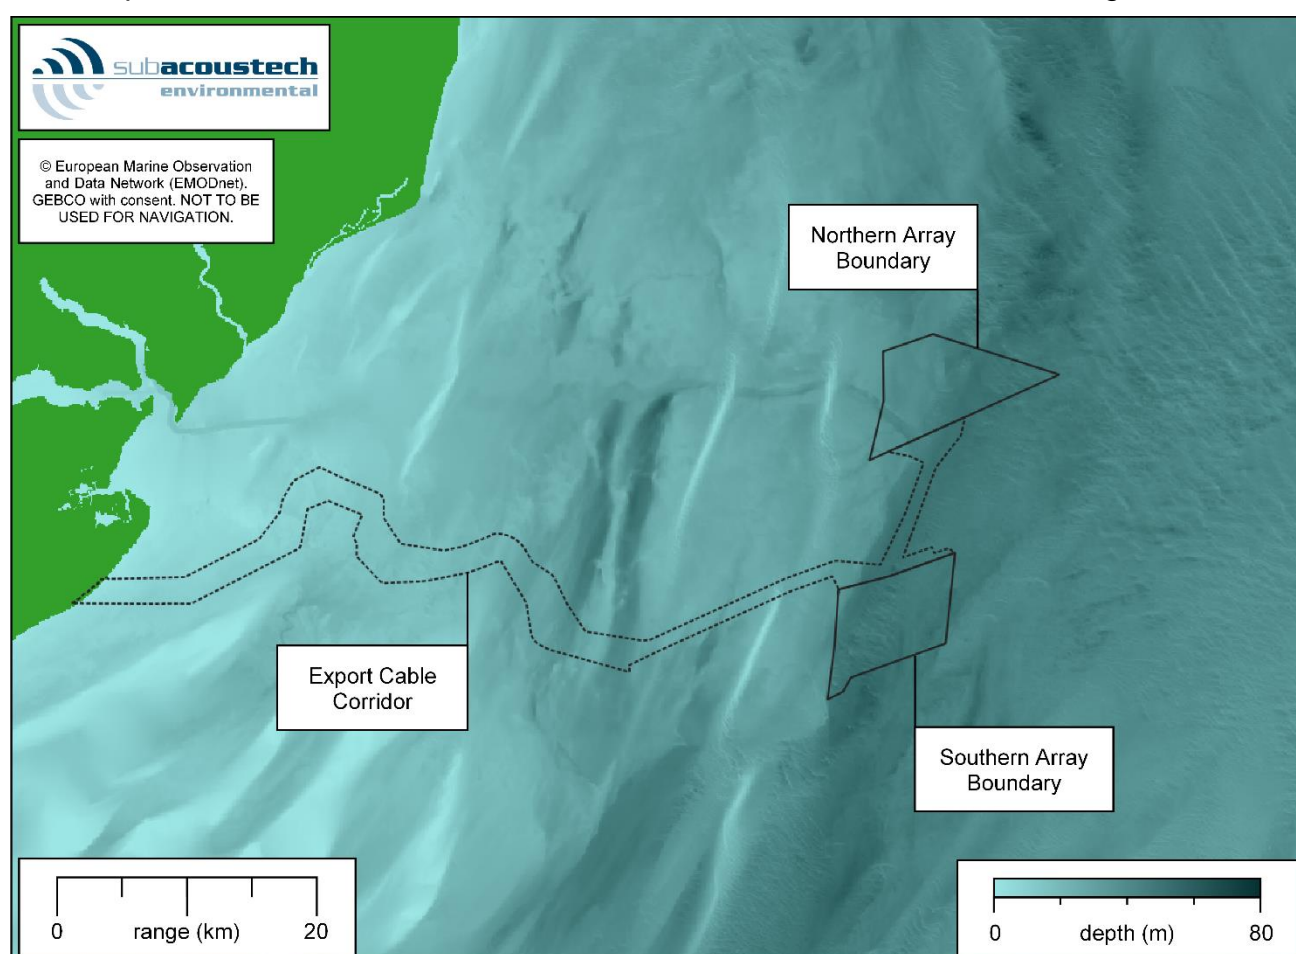 subacoustech
environmental
© European Marine Observation
and Data Network (EMODnet).
GEBCO with consent. NOT TO BE
USED FOR NAVIGATION.
Northern Array
Boundary
Export Cable
Corridor
Southern Array
Boundary
0 range (km) 20
0 depth (m) 80